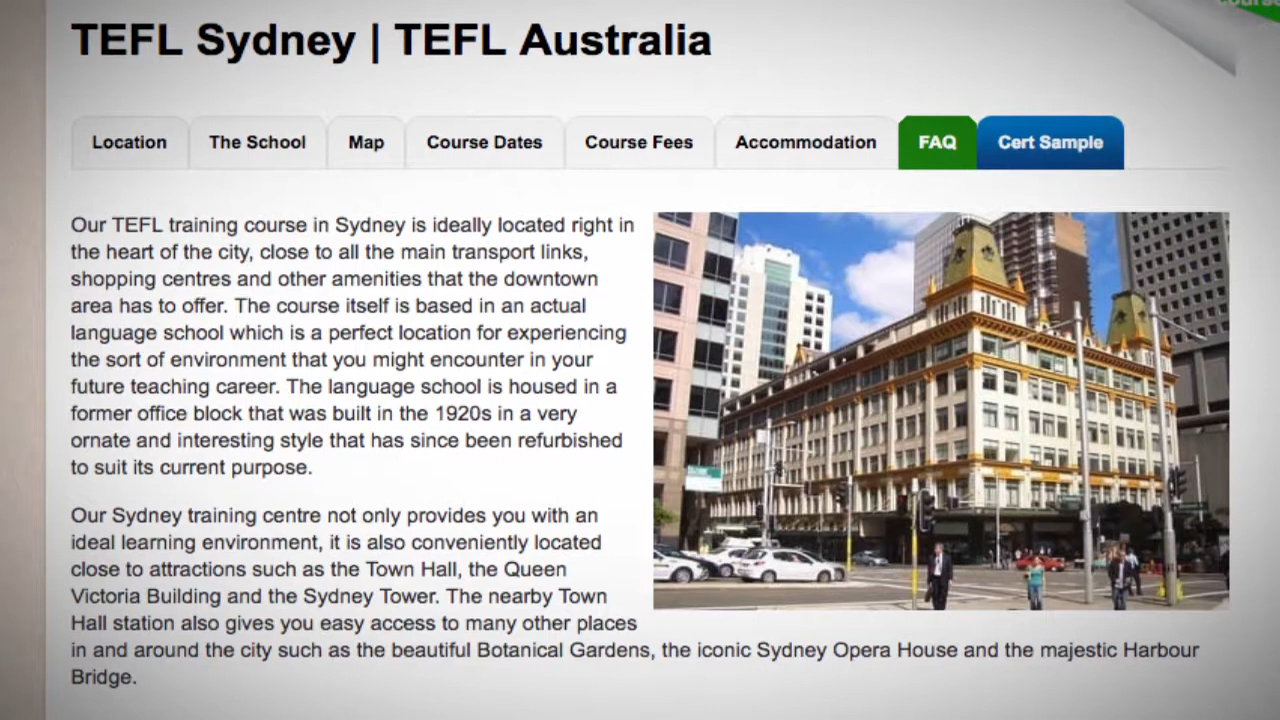 TEFL Sydney | TEFL Australia
Location
The School
Map
Course Dates
Course Fees
Accommodation
FAQ
Cert Sample
Our TEFL training course in Sydney is ideally located right in
the heart of the city, close to all the main transport links,
shopping centres and other amenities that the downtown
area has to offer. The course itself is based in an actual
language school which is a perfect location for experiencing
the sort of environment that you might encounter in your
future teaching career. The language school is housed in a
former office block that was built in the 1920s in a very
ornate and interesting style that has since been refurbished
to suit its current purpose.
Our Sydney training centre not only provides you with an
ideal learning environment, it is also conveniently located
close to attractions such as the Town Hall, the Queen
Victoria Building and the Sydney Tower. The nearby Town
Hall station also gives you easy access to many other places
in and around the city such as the beautiful Botanical Gardens, the iconic Sydney Opera House and the majestic Harbour
Bridge.